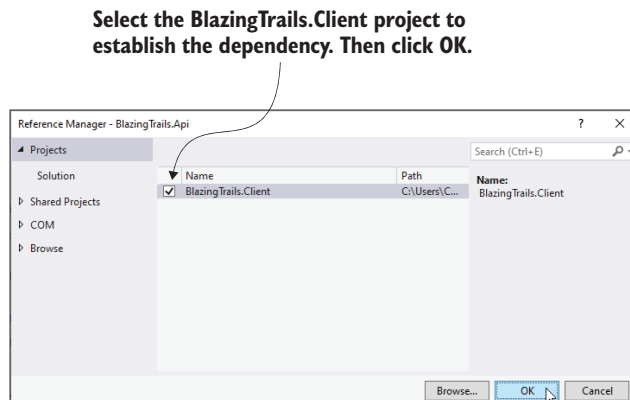 Select the BlazingTrails.Client project to
establish the dependency. Then click OK.
Reference Manager - BlazingTrails.Api ? ×
Projects
Search (Ctrl+E)
Solution
Name Path
Name:
BlazingTrails.Client C:\Users\C...
BlazingTrails.Client
Shared Projects
COM
Browse
Browse... OK Cancel